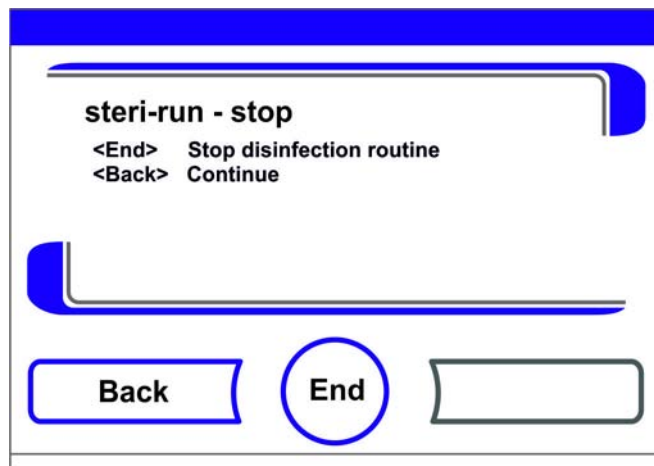 steri-run - stop
<End> Stop disinfection routine
<Back> Continue
Back
End